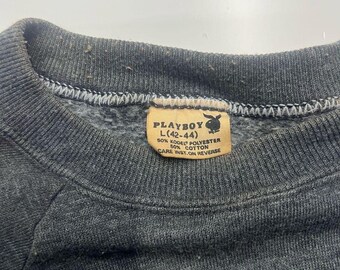 PLAYBOY
L (42-44)
50% KODEL POLYESTER
50% COTTON
CARE INST. ON REVERSE